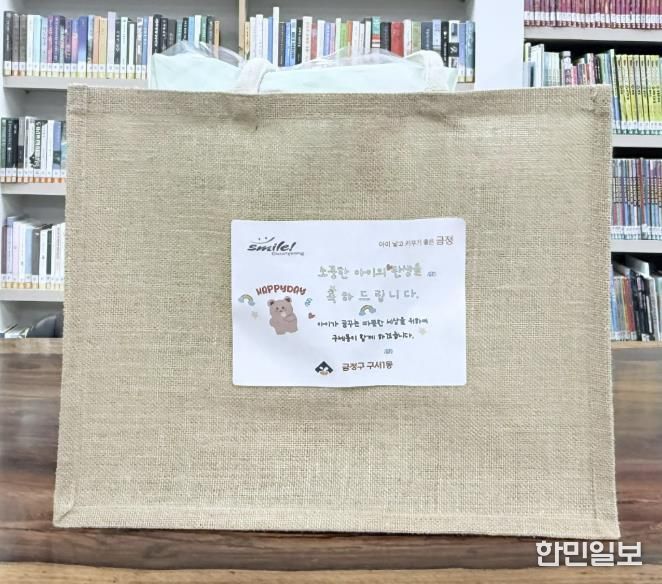 smile!
Geumjeong
아이 낳고 키우기 좋은 금정
소중한 아이의 탄생을
축하드립니다.
HAPPYDAY
아이가 꿈꾸는 따뜻한 세상을 위하여
구서1동이 함께 하겠습니다.
금정구 구서1동
한민일보